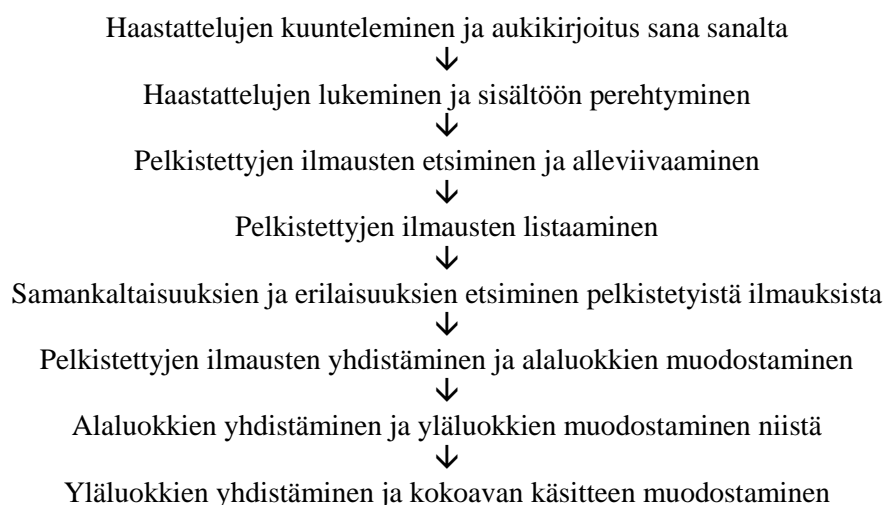 Haastattelujen kuunteleminen ja aukikirjoitus sana sanalta
↓
Haastattelujen lukeminen ja sisältöön perehtyminen
↓
Pelkistettyjen ilmausten etsiminen ja alleviivaaminen
↓
Pelkistettyjen ilmausten listaaminen
↓
Samankaltaisuuksien ja erilaisuuksien etsiminen pelkistetyistä ilmauksista
↓
Pelkistettyjen ilmausten yhdistäminen ja alaluokkien muodostaminen
↓
Alaluokkien yhdistäminen ja yläluokkien muodostaminen niistä
↓
Yläluokkien yhdistäminen ja kokoavan käsitteen muodostaminen